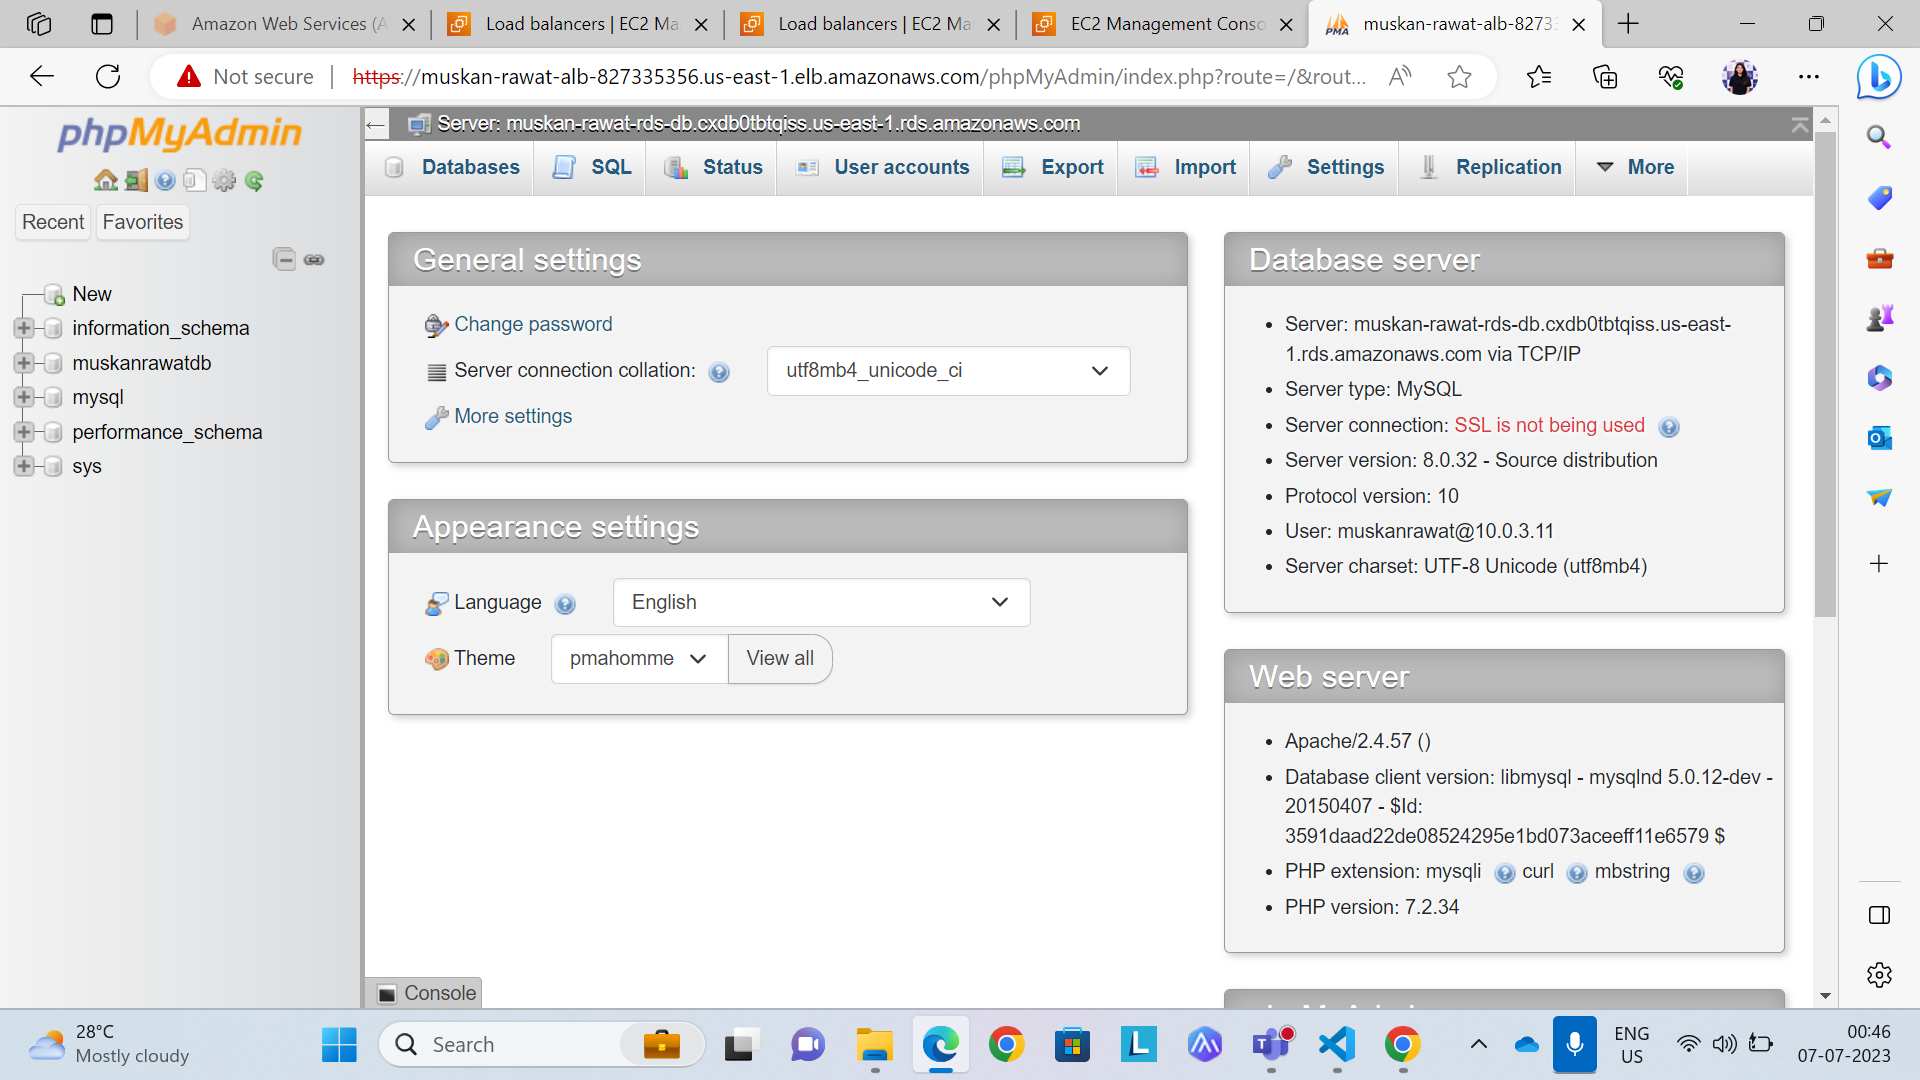 Amazon Web Services (A
Load balancers | EC2 Ma
Load balancers | EC2 Ma
EC2 Management Conso
PMA
muskan-rawat-alb-82733
Not secure
https://muskan-rawat-alb-827335356.us-east-1.elb.amazonaws.com/phpMyAdmin/index.php?route=/&rout...
phpMyAdmin
Recent
Favorites
New
information_schema
muskanrawatdb
mysql
performance_schema
sys
Server: muskan-rawat-rds-db.cxdb0tbtqiss.us-east-1.rds.amazonaws.com
Databases
SQL
Status
User accounts
Export
Import
Settings
Replication
More
General settings
Change password
Server connection collation:
utf8mb4_unicode_ci
More settings
Appearance settings
Language
English
Theme
pmahomme
View all
Database server
Server: muskan-rawat-rds-db.cxdb0tbtqiss.us-east-
1.rds.amazonaws.com via TCP/IP
Server type: MySQL
Server connection: SSL is not being used
Server version: 8.0.32 - Source distribution
Protocol version: 10
User: muskanrawat@10.0.3.11
Server charset: UTF-8 Unicode (utf8mb4)
Web server
Apache/2.4.57 ()
Database client version: libmysql - mysqlnd 5.0.12-dev -
20150407 - $Id:
3591daad22de08524295e1bd073aceeff11e6579 $
PHP extension: mysqli curl mbstring
PHP version: 7.2.34
Console
28°C
Mostly cloudy
Search
ENG
US
00:46
07-07-2023